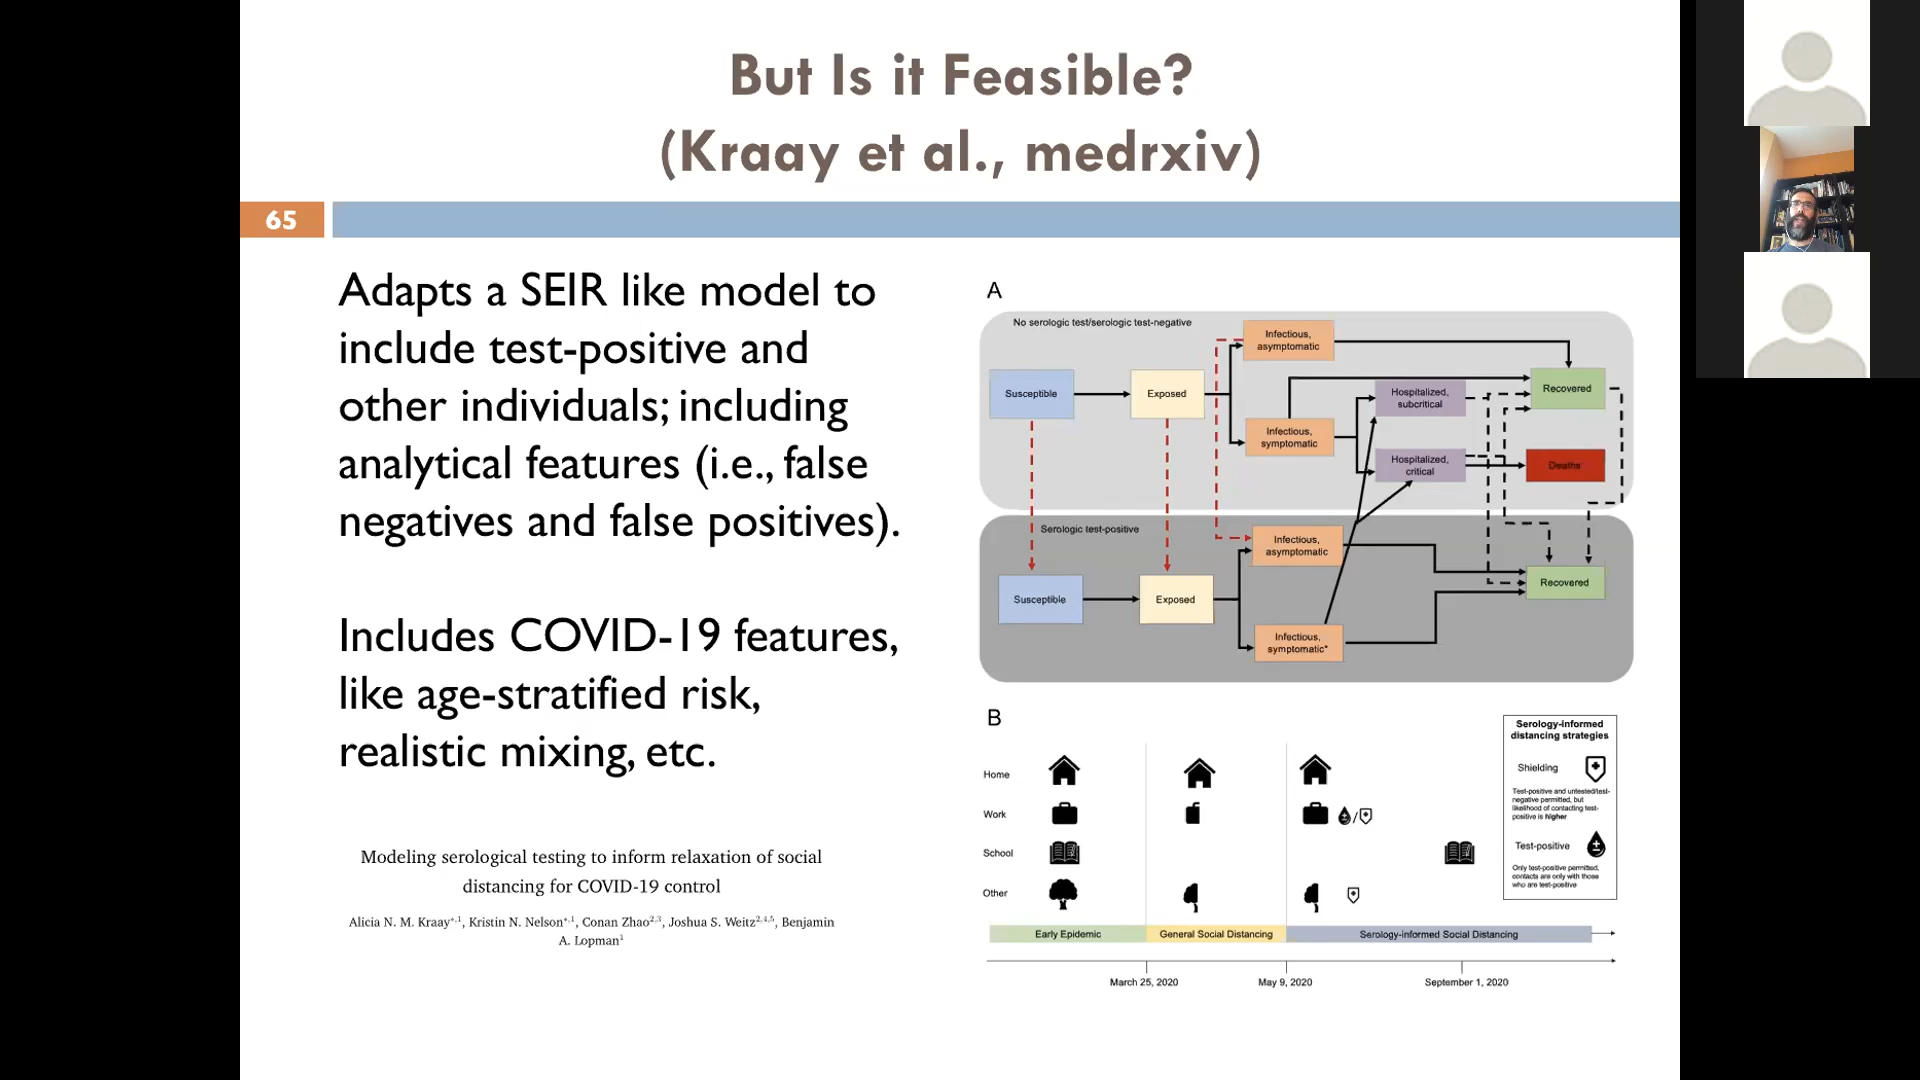 But Is it Feasible?
(Kraay et al., medrxiv)
65
Adapts a SEIR like model to
include test-positive and
other individuals; including
analytical features (i.e., false
negatives and false positives).
Includes COVID-19 features,
like age-stratified risk,
realistic mixing, etc.
Modeling serological testing to inform relaxation of social
distancing for COVID-19 control
Alicia N. M. Kraay*,1, Kristin N. Nelson*,1, Conan Zhao2,3, Joshua S. Weitz2,4,5, Benjamin
A. Lopman1
A
No serologic test/serologic test-negative
Infectious,
asymptomatic
Susceptible
Exposed
Infectious,
symptomatic
Hospitalized,
subcritical
Hospitalized,
critical
Recovered
Deaths
Serologic test-positive
Infectious,
asymptomatic
Susceptible
Exposed
Infectious,
symptomatic*
Recovered
B
Home
Work
School
Other
/
Serology-informed
distancing strategies
Shielding
Test-positive and untested/test-
negative permitted, but
likelihood of contacting test-
positive is higher
Test-positive
Only test-positive permitted,
contacts are only with those
who are test-positive
Early Epidemic
General Social Distancing
Serology-informed Social Distancing
March 25, 2020
May 9, 2020
September 1, 2020